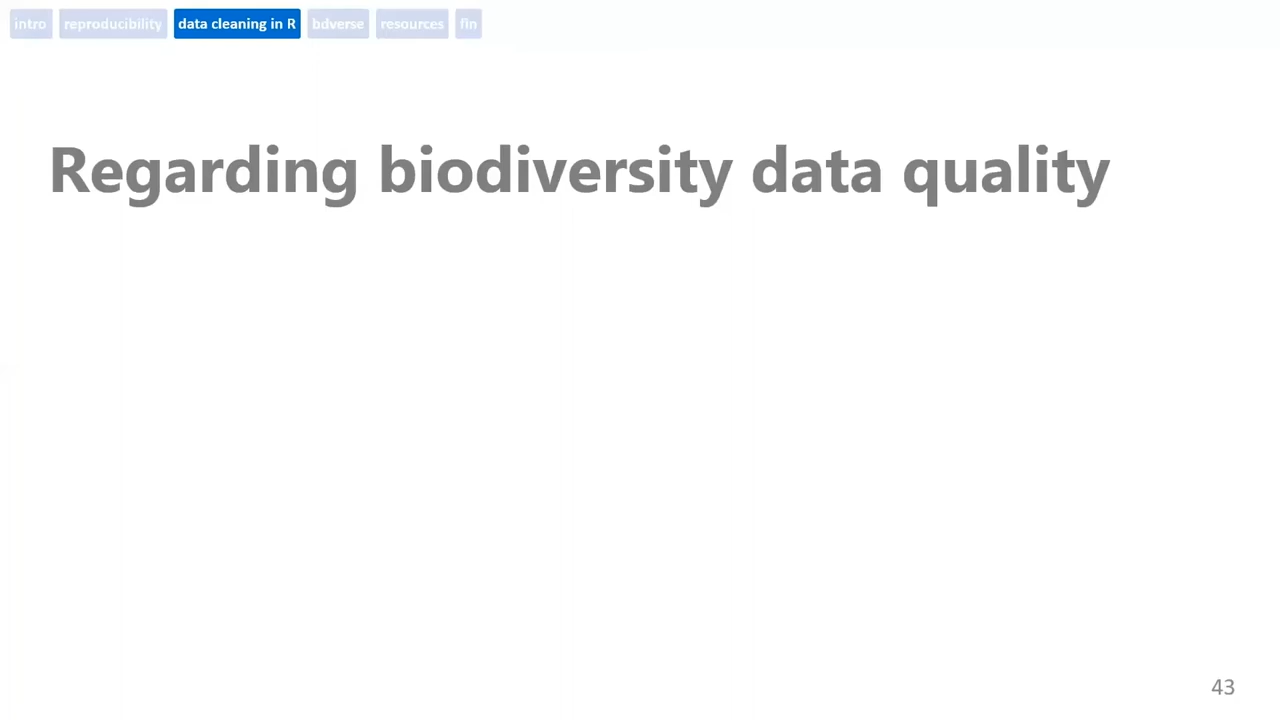 intro reproducibility data cleaning in R bdverse resources fin
Regarding biodiversity data quality
43